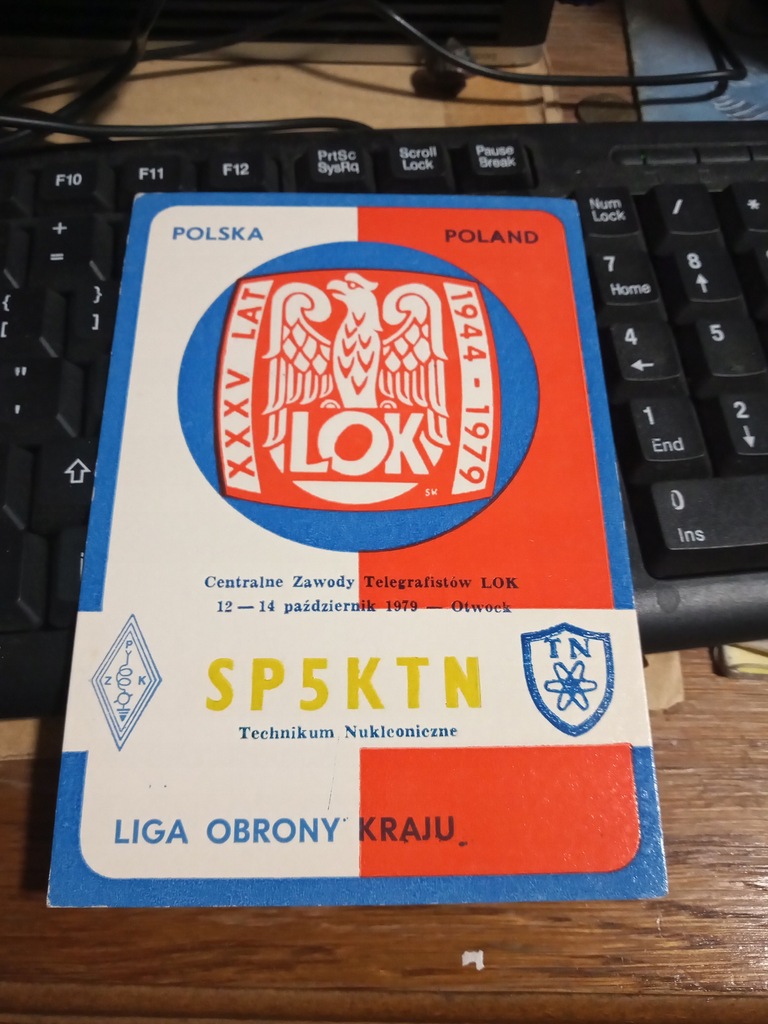 F10 F11 F12 PrtSc SysRq Scroll Lock Pause Break
+
=
Num Lock / *
7 Home 8
4 5
1 End 2
0 Ins
{ }
[ ]
"
'
POLSKA POLAND
XXXV LAT 1944-1979
LOK
SW
Centralne Zawody Telegrafistów LOK
12—14 październik 1979 — Otwock
P
Z K
TN
SP5KTN
Technikum Nukleoniczne
LIGA OBRONY KRAJU